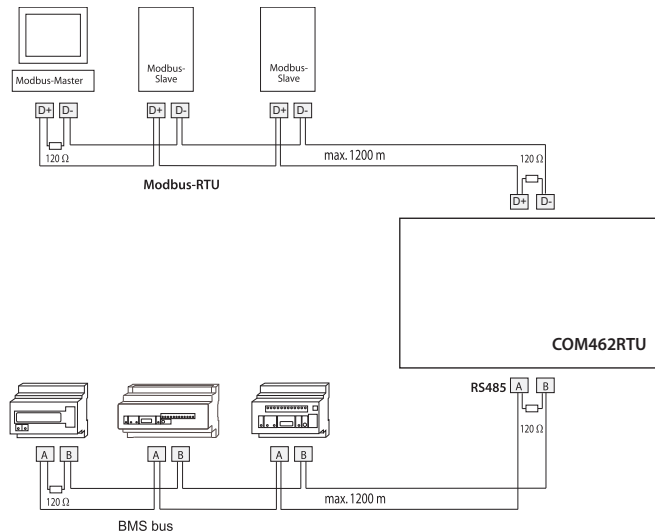 Modbus-Master
Modbus-
Slave
Modbus-
Slave
D+ D- D+ D- D+ D-
120 Ω
max. 1200 m
120 Ω
Modbus-RTU
D+ D-
COM462RTU
RS485 A B
120 Ω
A B A B A B
120 Ω
max. 1200 m
BMS bus